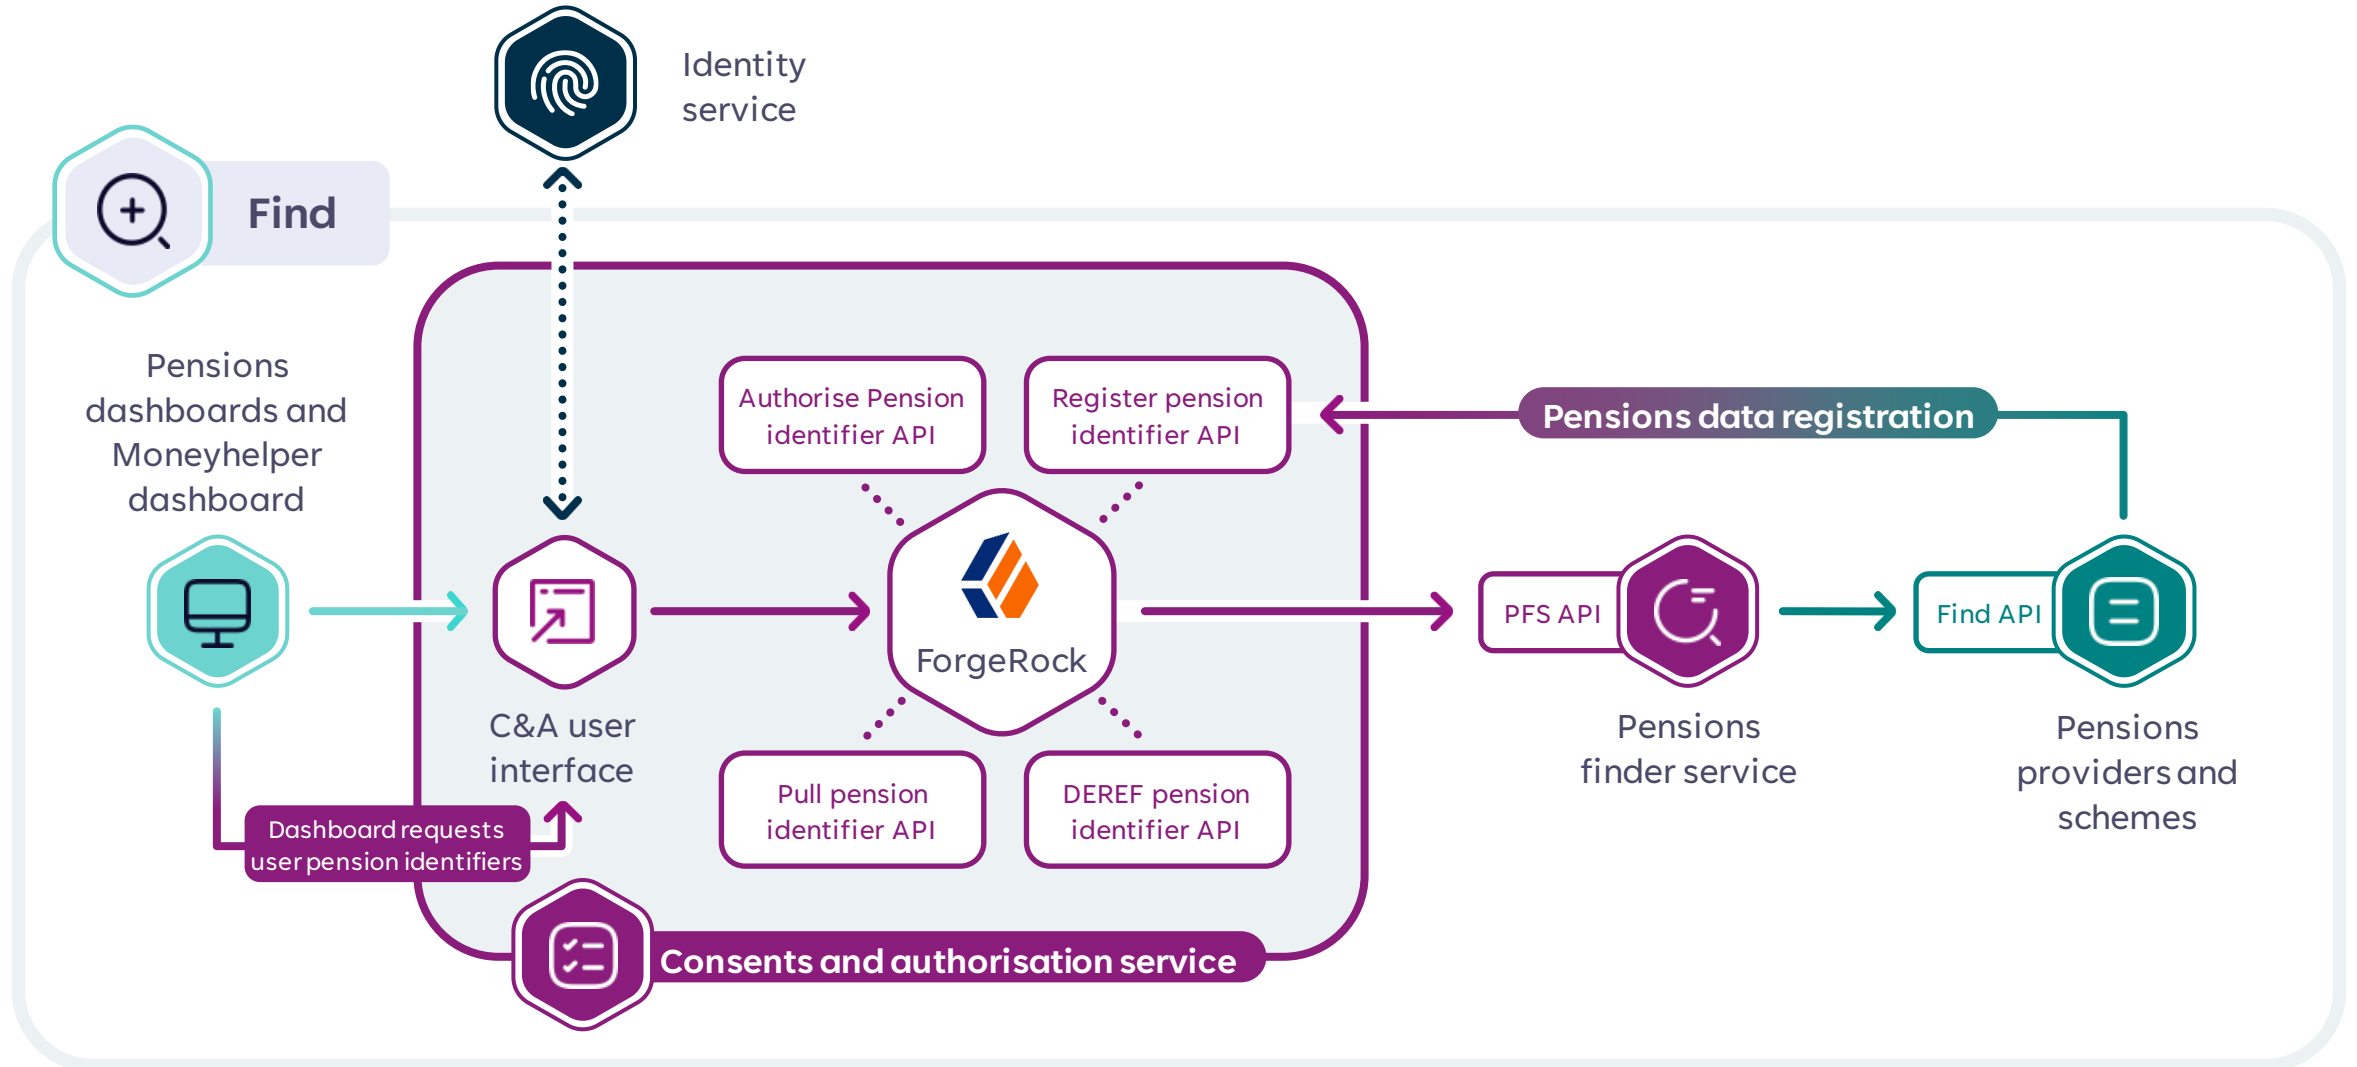 Identity
service
Find
Pensions
dashboards and
Moneyhelper
dashboard
Authorise Pension
identifier API
Register pension
identifier API
Pensions data registration
ForgeRock
PFS API
Find API
C&A user
interface
Pensions
finder service
Pensions
providers and
schemes
Dashboard requests
user pension identifiers
Pull pension
identifier API
DEREF pension
identifier API
Consents and authorisation service